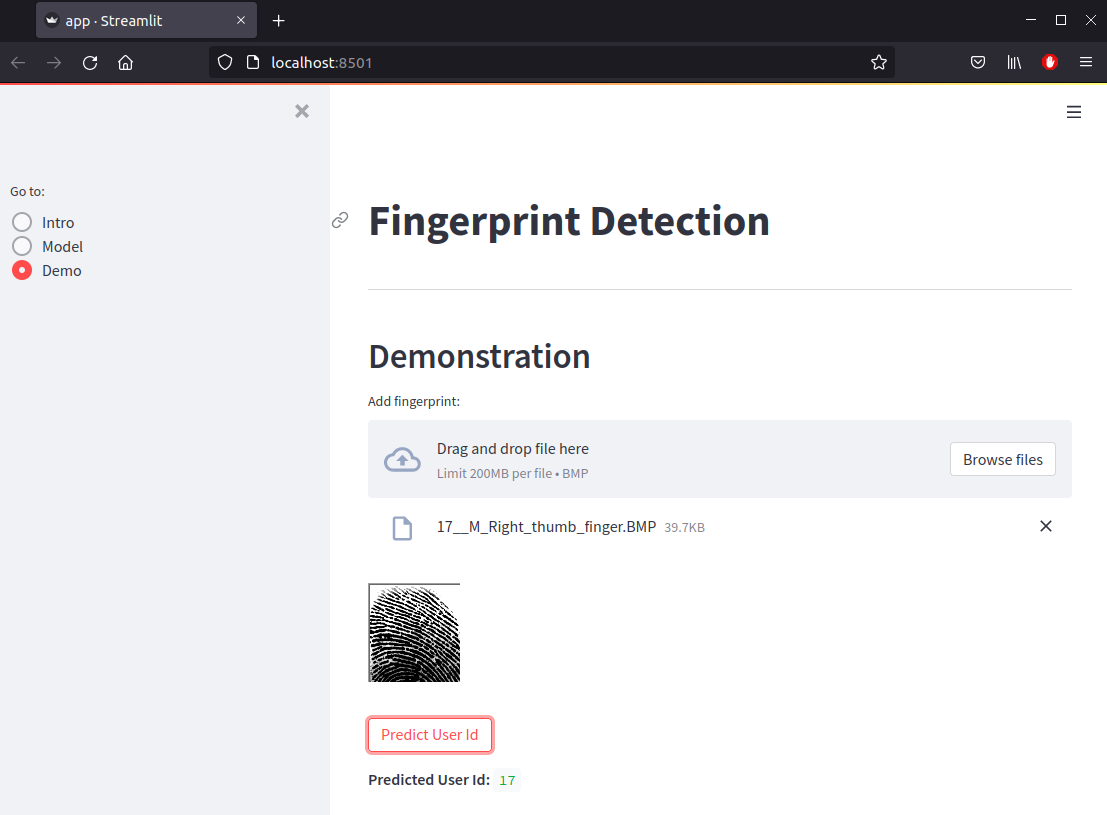 app · Streamlit
localhost:8501
Go to:
Intro
Model
Demo
Fingerprint Detection
Demonstration
Add fingerprint:
Drag and drop file here
Limit 200MB per file • BMP
Browse files
17__M_Right_thumb_finger.BMP 39.7KB
Predict User Id
Predicted User Id: 17